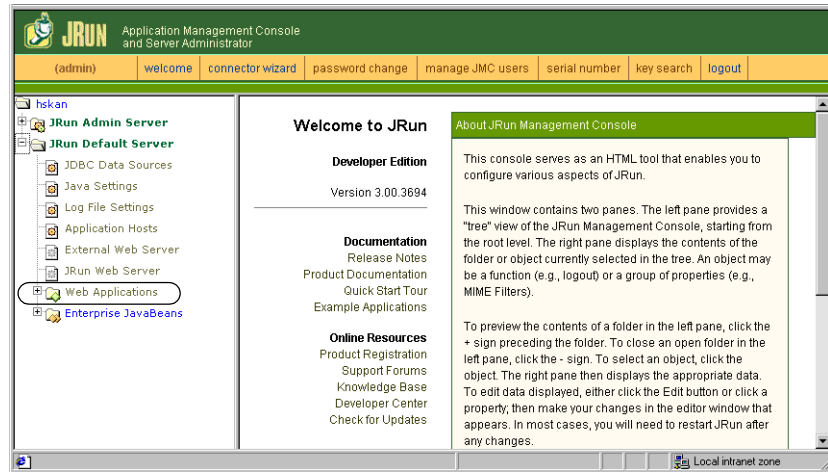 JRUN
Application Management Console
and Server Administrator
(admin) welcome connector wizard password change manage JMC users serial number key search logout
hskan
JRun Admin Server
JRun Default Server
JDBC Data Sources
Java Settings
Log File Settings
Application Hosts
External Web Server
JRun Web Server
Web Applications
Enterprise JavaBeans
Welcome to JRun
Developer Edition
Version 3.00.3694
Documentation
Release Notes
Product Documentation
Quick Start Tour
Example Applications
Online Resources
Product Registration
Support Forums
Knowledge Base
Developer Center
Check for Updates
About JRun Management Console
This console serves as an HTML tool that enables you to
configure various aspects of JRun.
This window contains two panes. The left pane provides a
"tree" view of the JRun Management Console, starting from
the root level. The right pane displays the contents of the
folder or object currently selected in the tree. An object may
be a function (e.g., logout) or a group of properties (e.g.,
MIME Filters).
To preview the contents of a folder in the left pane, click the
+ sign preceding the folder. To close an open folder in the
left pane, click the - sign. To select an object, click the
object. The right pane then displays the appropriate data.
To edit data displayed, either click the Edit button or click a
property; then make your changes in the editor window that
appears. In most cases, you will need to restart JRun after
any changes.
Local intranet zone